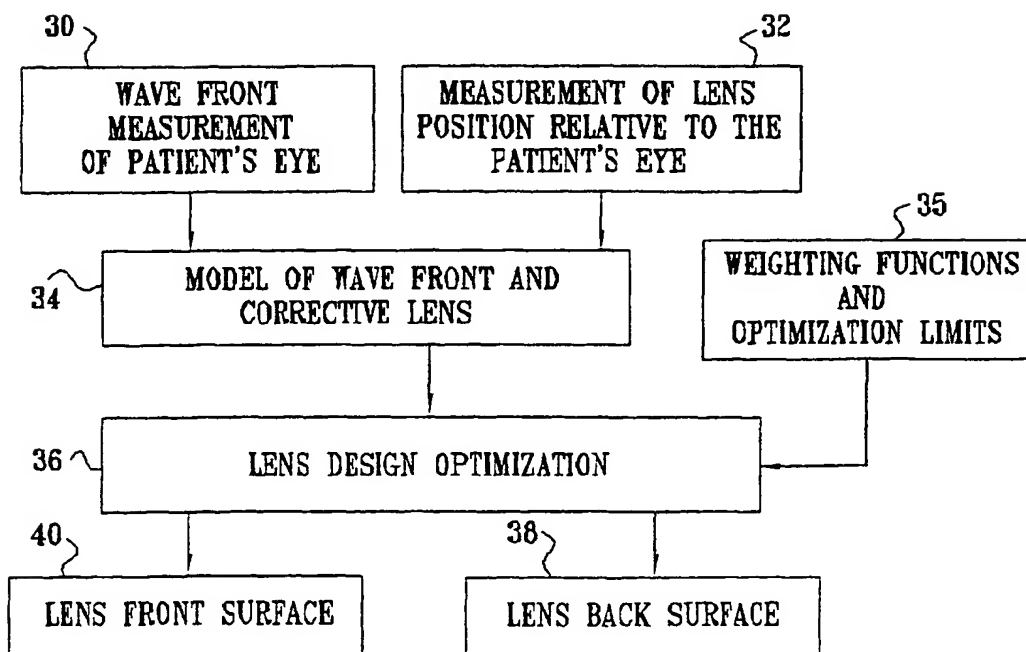 30
32
WAVE FRONT
MEASUREMENT
OF PATIENT'S EYE
MEASUREMENT OF LENS
POSITION RELATIVE TO THE
PATIENT'S EYE
35
34
MODEL OF WAVE FRONT AND
CORRECTIVE LENS
WEIGHTING FUNCTIONS
AND
OPTIMIZATION LIMITS
36
LENS DESIGN OPTIMIZATION
40
38
LENS FRONT SURFACE
LENS BACK SURFACE